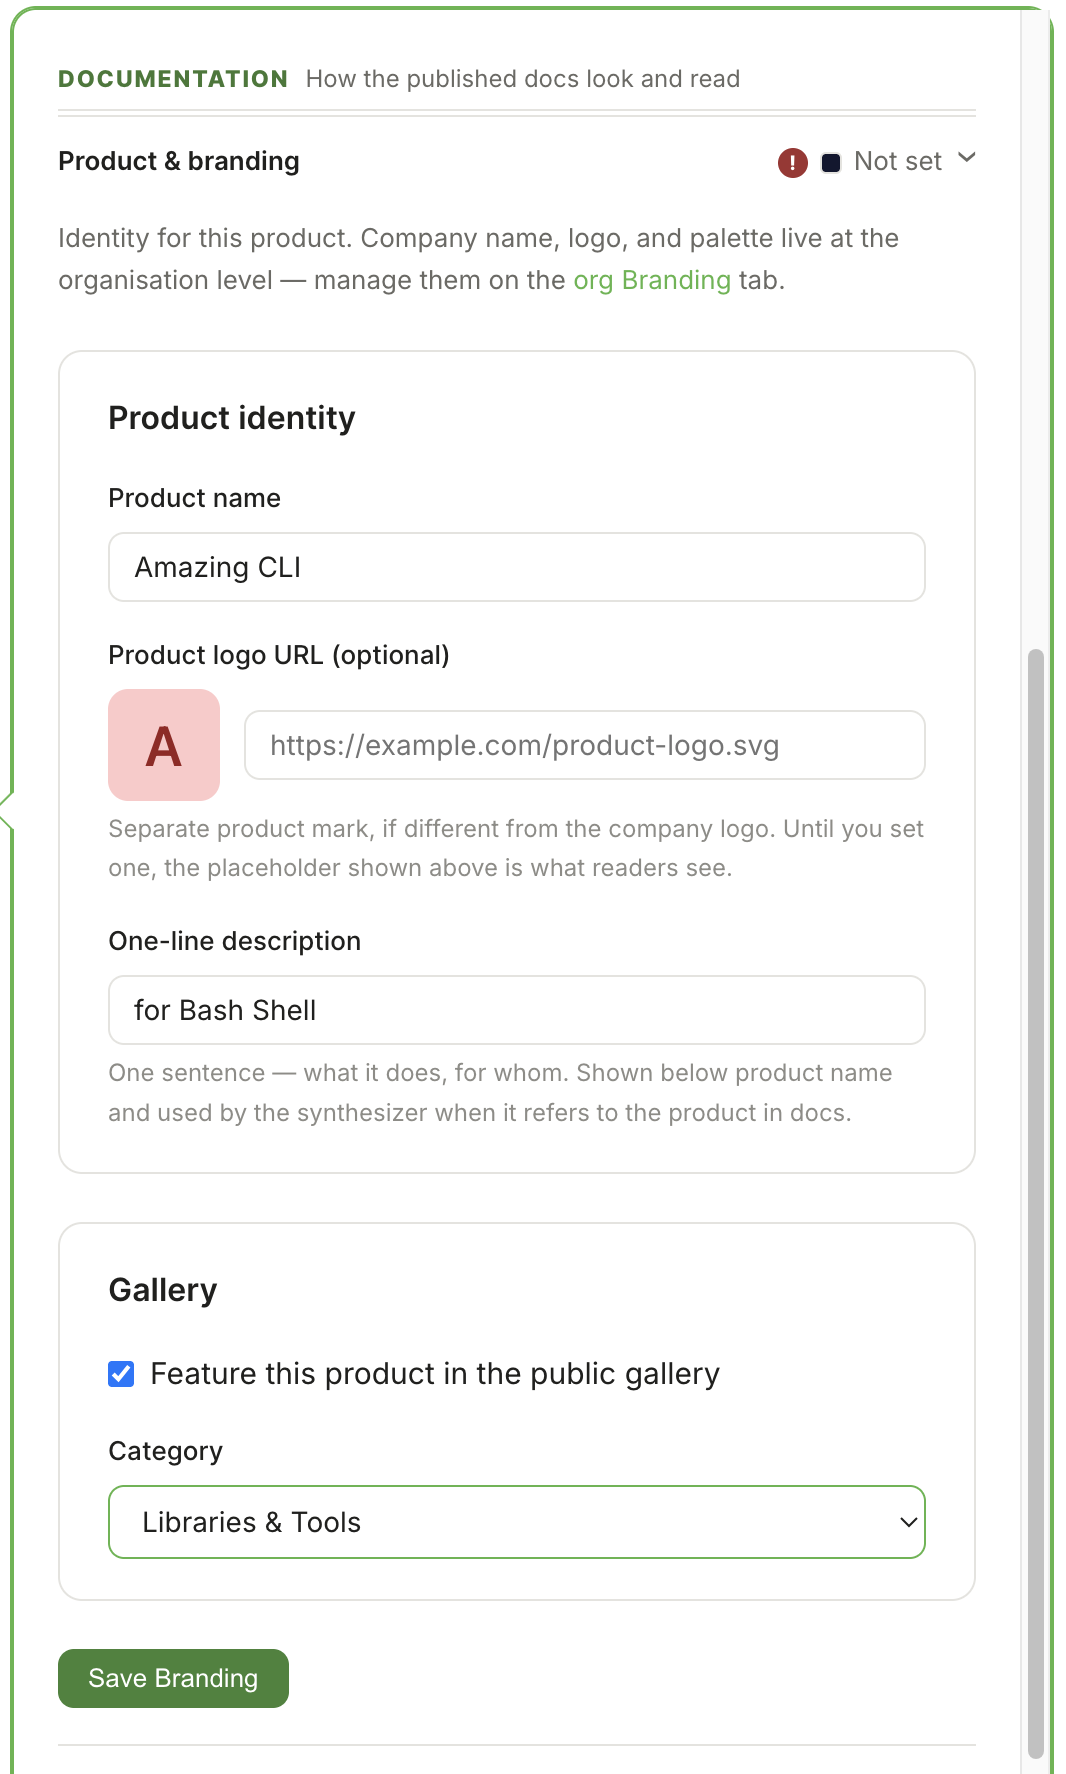 DOCUMENTATION How the published docs look and read
Product & branding ! Not set
Identity for this product. Company name, logo, and palette live at the
organisation level — manage them on the org Branding tab.
Product identity
Product name
Amazing CLI
Product logo URL (optional)
A https://example.com/product-logo.svg
Separate product mark, if different from the company logo. Until you set
one, the placeholder shown above is what readers see.
One-line description
for Bash Shell
One sentence — what it does, for whom. Shown below product name
and used by the synthesizer when it refers to the product in docs.
Gallery
Feature this product in the public gallery
Category
Libraries & Tools
Save Branding